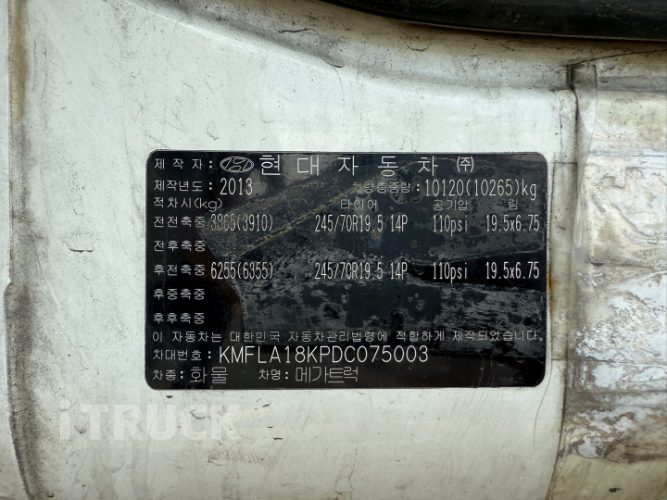 제작자: 현대자동차㈜
제작년도: 2013 차량총중량: 10120(10265)kg
적차시(kg) 타이어 공기압 림
전전축중 3865(3910) 245/70R19.5 14P 110psi 19.5x6.75
전후축중
후전축중 6255(6355) 245/70R19.5 14P 110psi 19.5x6.75
후중축중
후후축중
이 자동차는 대한민국 자동차관리법령에 적합하게 제작되었습니다.
차대번호: KMFLA18KPDC075003
차종: 화물 차명: 메가트럭
iTRUCK